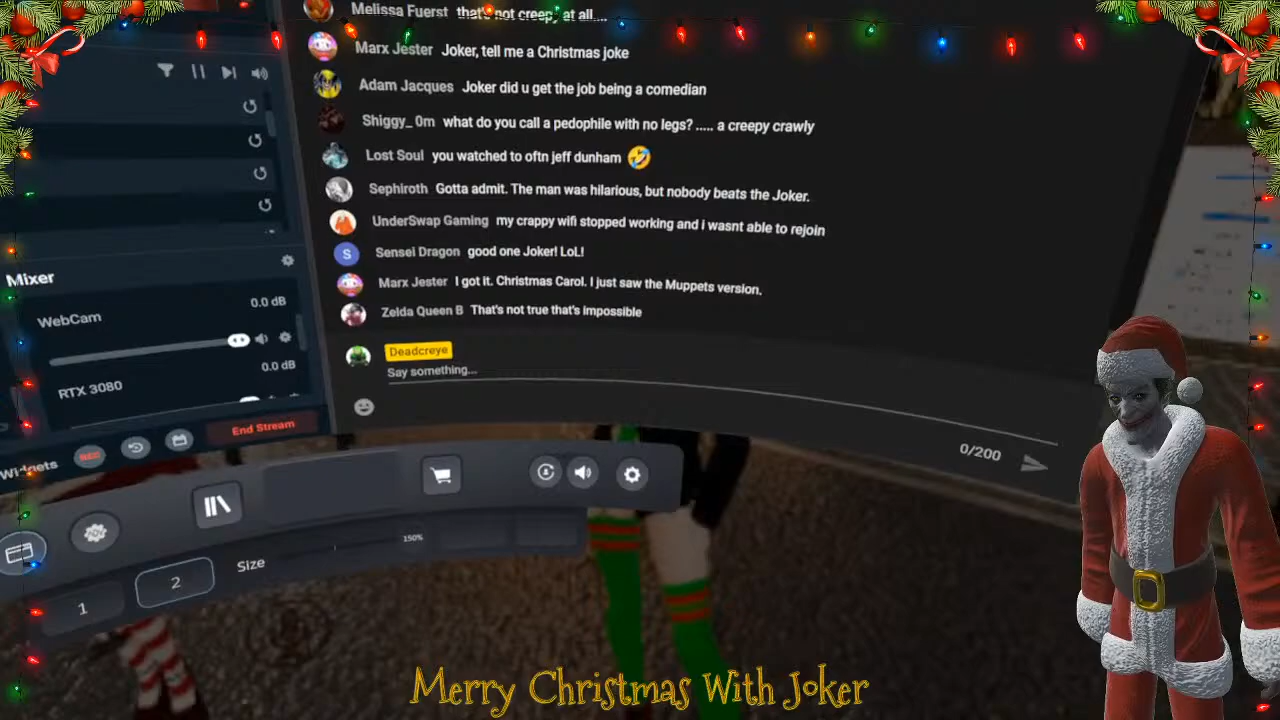 Melissa Fuerst that's not creepy at all....
Marx Jester Joker, tell me a Christmas joke
Adam Jacques Joker did u get the job being a comedian
Shiggy_0m what do you call a pedophile with no legs? ..... a creepy crawly
Lost Soul you watched to oftn jeff dunham 🤣
Sephiroth Gotta admit. The man was hilarious, but nobody beats the Joker.
UnderSwap Gaming my crappy wifi stopped working and i wasnt able to rejoin
S Sensei Dragon good one Joker! LoL!
Marx Jester I got it. Christmas Carol. I just saw the Muppets version.
Zelda Queen B That's not true that's impossible
Deadcreye
Say something...
0/200
Mixer
WebCam 0.0 dB
RTX 3080 0.0 dB
Widgets REC End Stream
1 2 Size 150%
Merry Christmas With Joker